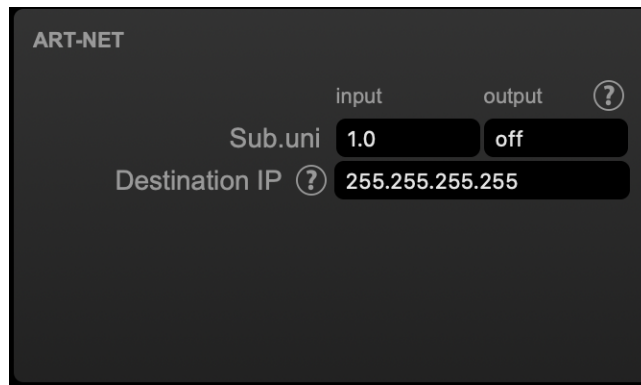 ART-NET
input output ?
Sub.uni 1.0 off
Destination IP ? 255.255.255.255